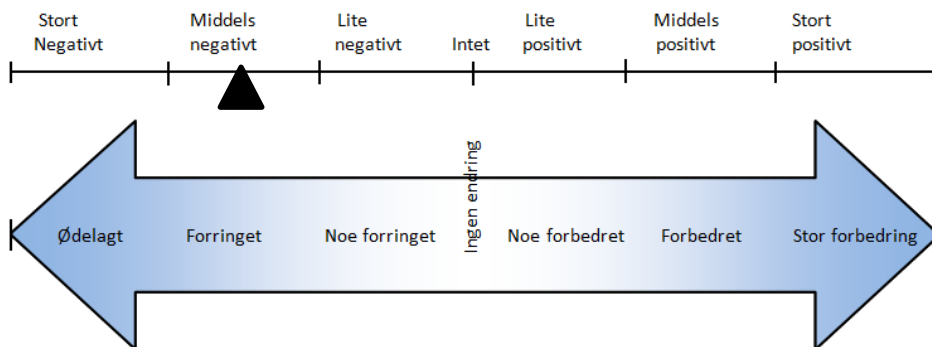 Stort
Negativt
Middels
negativt
Lite
negativt
Intet
Lite
positivt
Middels
positivt
Stort
positivt
Ingen endring
Ødelagt
Forringet
Noe forringet
Noe forbedret
Forbedret
Stor forbedring